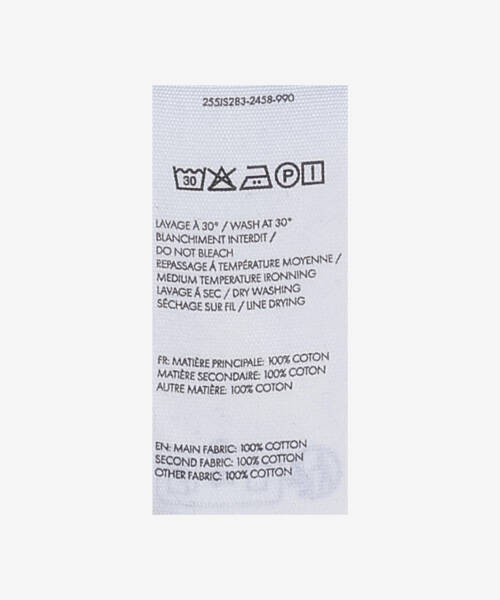 255JS283-2458-990
30
P
LAVAGE À 30° / WASH AT 30°
BLANCHIMENT INTERDIT /
DO NOT BLEACH
REPASSAGE Á TEMPÉRATURE MOYENNE /
MEDIUM TEMPERATURE IRONNING
LAVAGE Á SEC / DRY WASHING
SÉCHAGE SUR FIL / LINE DRYING
FR: MATIÈRE PRINCIPALE: 100% COTON
MATIÈRE SECONDAIRE: 100% COTON
AUTRE MATIÈRE: 100% COTON
EN: MAIN FABRIC: 100% COTTON
SECOND FABRIC: 100% COTTON
OTHER FABRIC: 100% COTTON